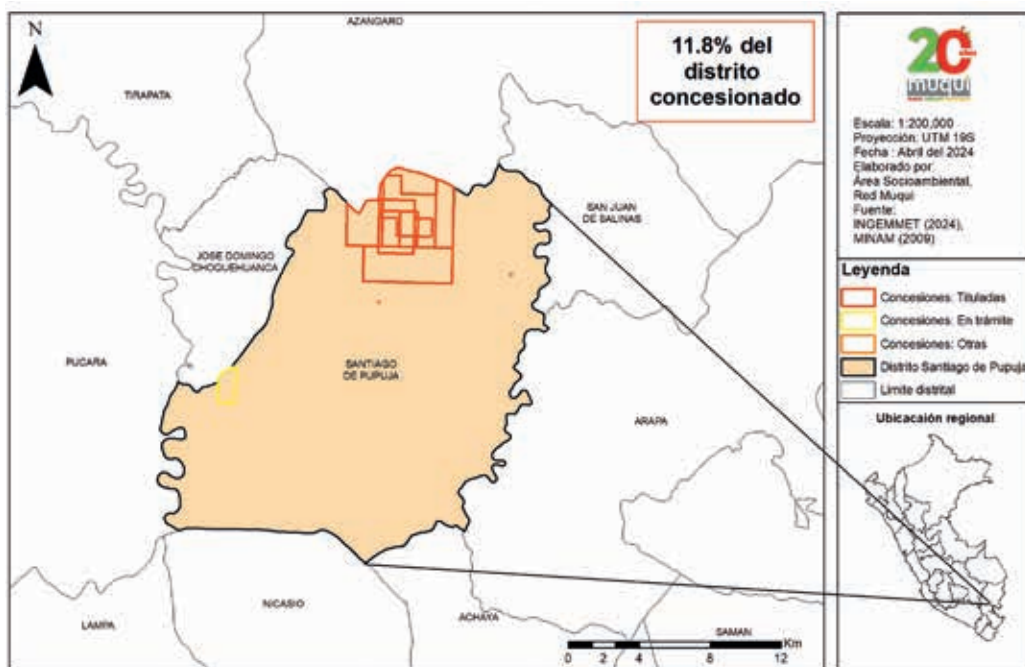 N
AZANGARO
TIRAPATA
11.8% del
distrito
concesionado
SAN JUAN
DE SALINAS
JOSE DOMINGO
CHOQUEHUANCA
PUCARA
SANTIAGO
DE PUPUJA
ARAPA
NICASIO
LAMPA
ACHAYA
SAMAN
Km
0 2 4 8 12
20
muqui
Escala: 1:200,000
Proyección: UTM 19S
Fecha : Abril del 2024
Elaborado por:
Área Socioambiental,
Red Muqui
Fuente:
INGEMMET (2024),
MINAM (2009)
Leyenda
Concesiones: Tituladas
Concesiones: En trámite
Concesiones: Otras
Distrito Santiago de Pupuja
Limite distrital
Ubicacaión regional